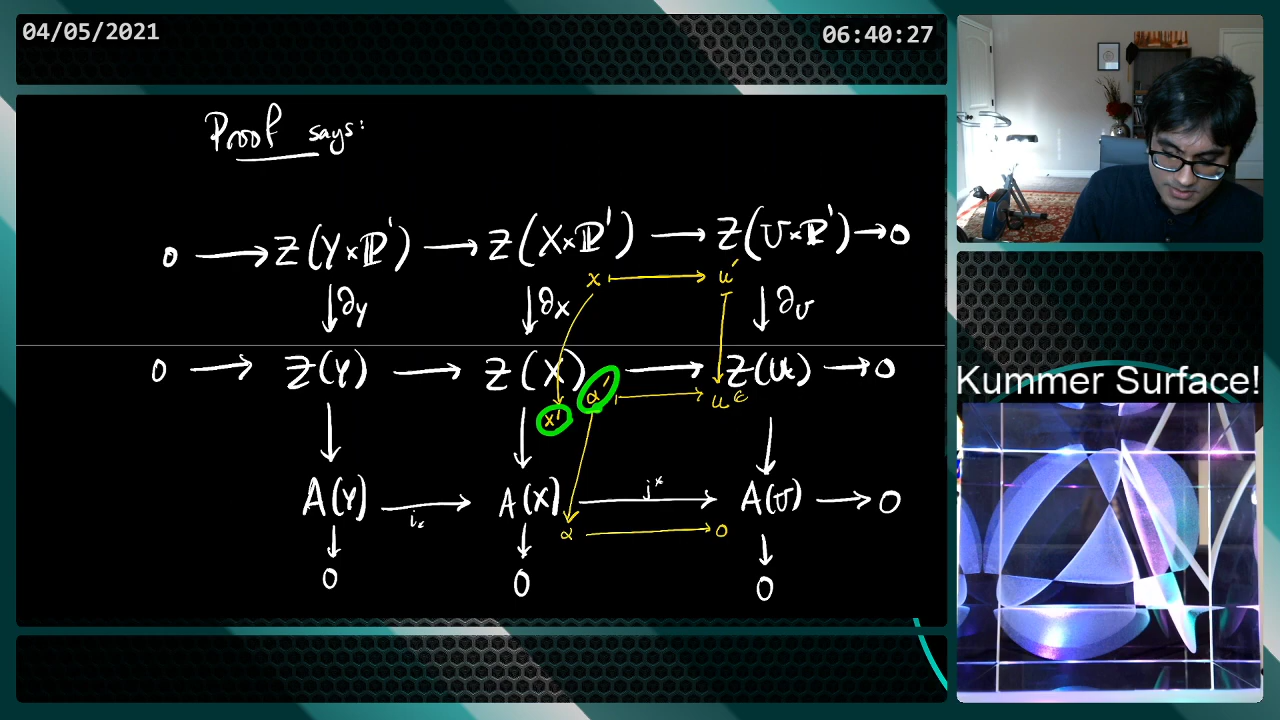 04/05/2021
06:40:27
Proof says:
0 → Z(Y×ℙ¹) → Z(X×ℙ¹) → Z(U×ℙ¹) → 0
x ↦ u'
↓∂Y ↓∂X ↓∂U
0 → Z(Y) → Z(X) → Z(U) → 0
α' ↦ u
x'
A(Y) → A(X) → A(U) → 0
i* j*
α → 0
0 0 0
Kummer Surface!